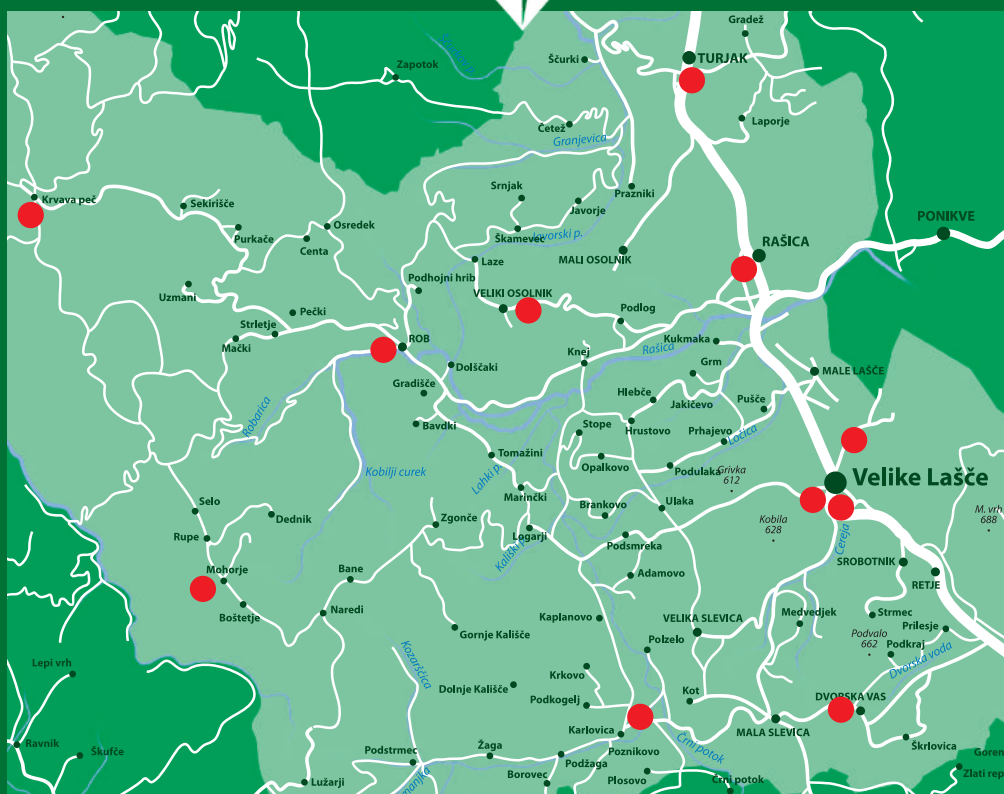 Gradež
TURJAK
Ščurki
Zapotok
Laporje
Četež
Granjevica
Srnjak
Prazniki
Javorje
Krvava peč
Sekirišče
Purkače
Osredek
Centa
Škamevec
Javorski p.
PONIKVE
RAŠICA
MALI OSOLNIK
Laze
Podhojni hrib
VELIKI OSOLNIK
Uzmani
Pečki
Podlog
Strletje
Mački
ROB
Kukmaka
Rašica
Knej
Dolščaki
Grm
MALE LAŠČE
Gradišče
Hlebče
Jakičevo
Pušče
Robarica
Bavdki
Stope
Hrustovo
Prhajevo
Ločica
Tomažini
Opalkovo
Podulaka
Grivka
612
Kobilji curek
Lahki p.
Velike Lašče
Marinčki
Selo
Dednik
Zgonče
Brankovo
Ulaka
Kobila
628
M. vrh
688
Rupe
Logarji
Kališki p.
Podsmreka
Cereja
SROBOTNIK
RETJE
Mohorje
Bane
Adamovo
Boštetje
Naredi
Kaplanovo
VELIKA SLEVICA
Medvedjek
Strmec
Prilesje
Gornje Kališče
Polzelo
Podvalo
662
Podkraj
Dvorska voda
Lepi vrh
Kozarščica
Krkovo
Dolnje Kališče
Podkogelj
Kot
DVORSKA VAS
Karlovica
MALA SLEVICA
Ravnik
Škufče
Podstrmec
Žaga
Podžaga
Poznikovo
Črni potok
Škrlovica
Lužarji
Borovec
Plosovo
Črni potok
Zlati rep